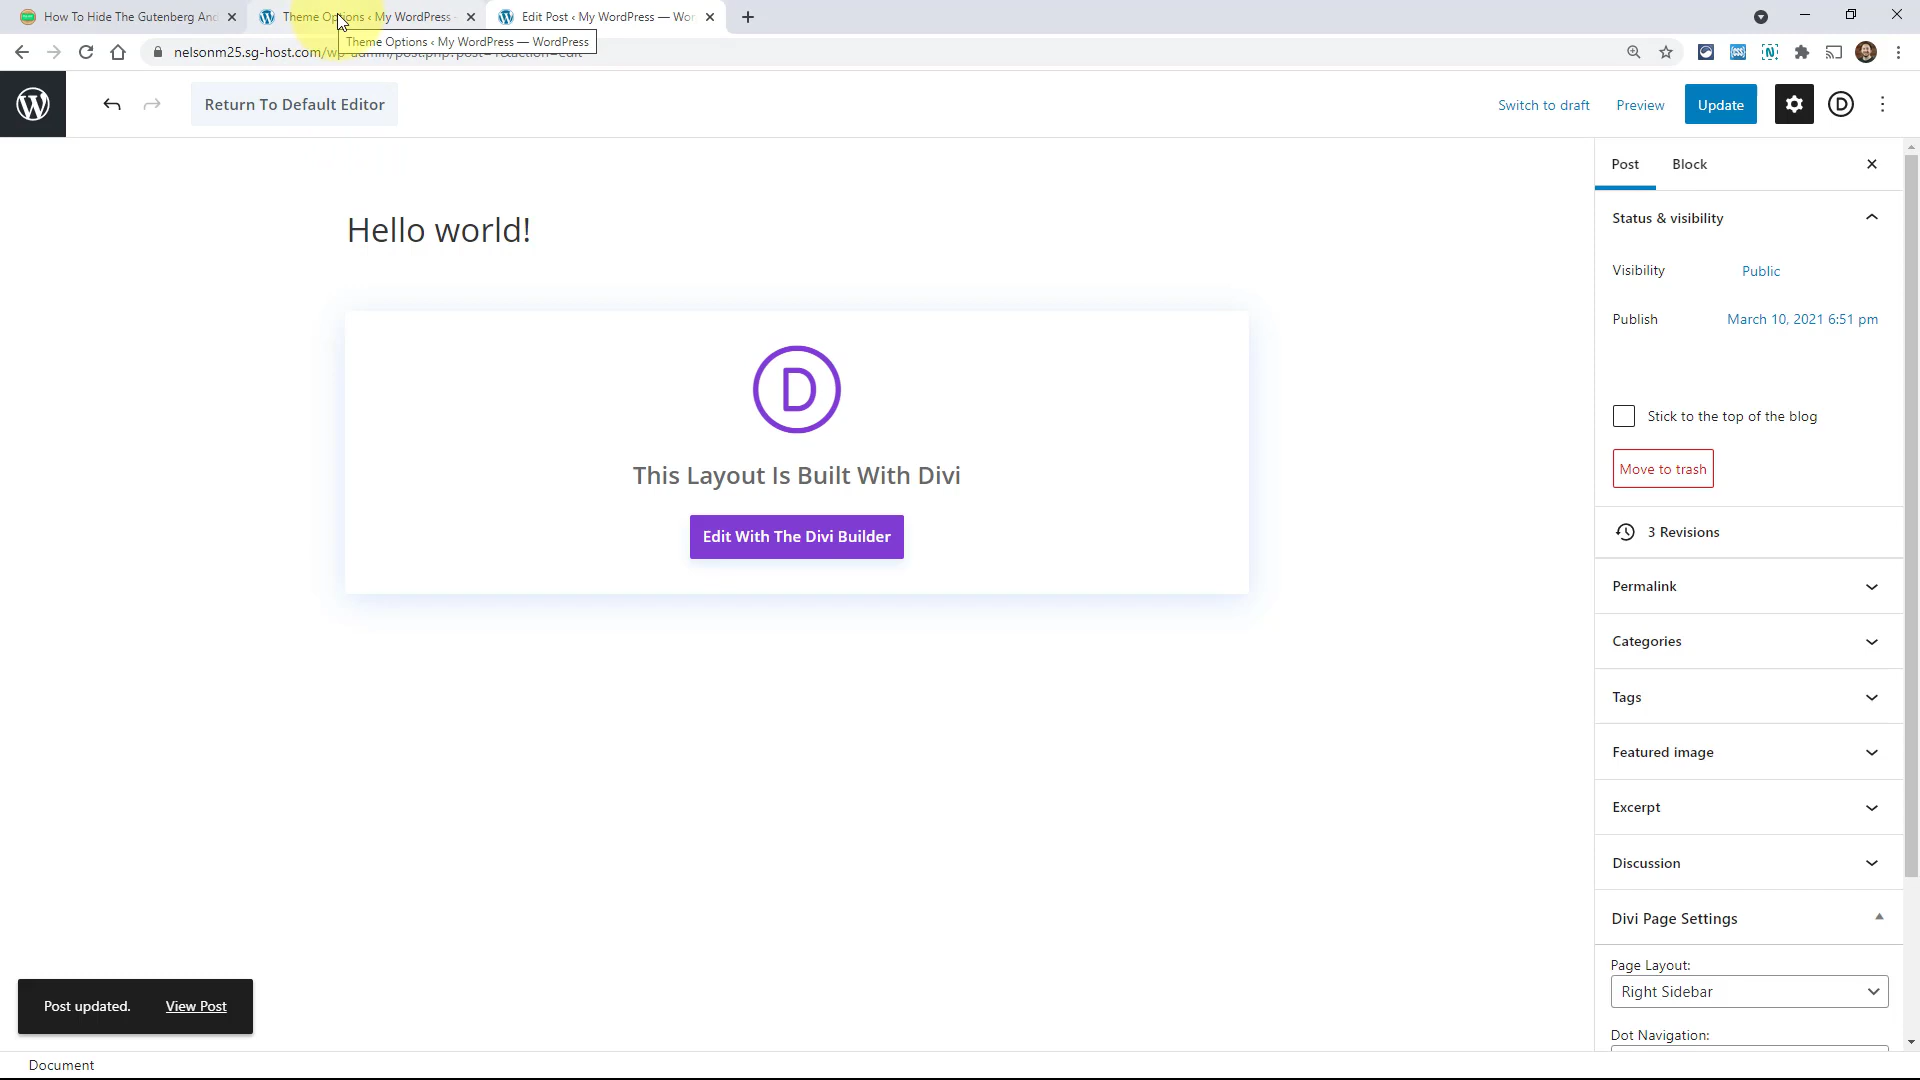 How To Hide The Gutenberg And
Theme Options ‹ My WordPress
Edit Post ‹ My WordPress — Wor
Theme Options ‹ My WordPress — WordPress
nelsonm25.sg-host.com/wp-admin/post.php?post=1&action=edit
Return To Default Editor
Switch to draft
Preview
Update
Post
Block
Hello world!
Status & visibility
Visibility
Public
Publish
March 10, 2021 6:51 pm
D
This Layout Is Built With Divi
Edit With The Divi Builder
Stick to the top of the blog
Move to trash
3 Revisions
Permalink
Categories
Tags
Featured image
Excerpt
Discussion
Divi Page Settings
Page Layout:
Right Sidebar
Dot Navigation:
Post updated.
View Post
Document